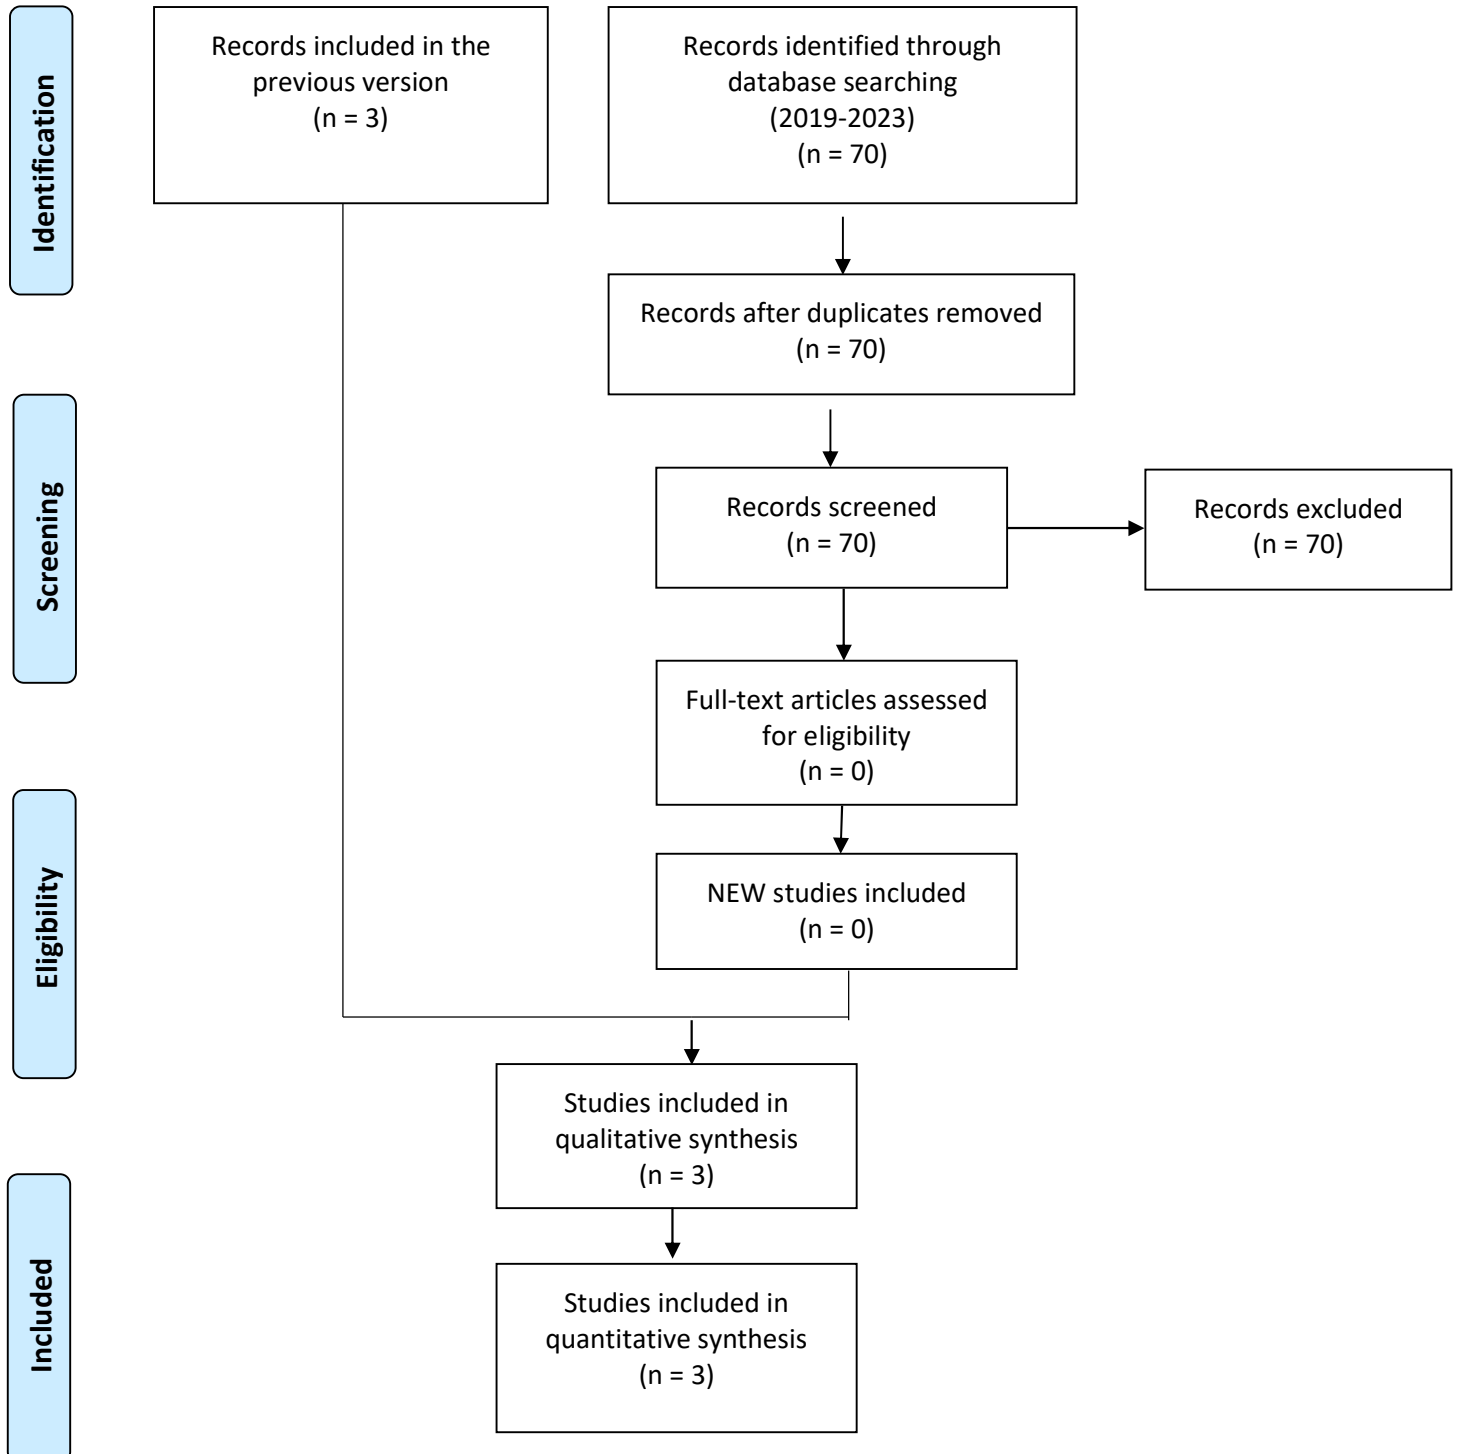 Identification
Records included in the
previous version
(n = 3)
Records identified through
database searching
(2019-2023)
(n = 70)
Records after duplicates removed
(n = 70)
Screening
Records screened
(n = 70)
Records excluded
(n = 70)
Full-text articles assessed
for eligibility
(n = 0)
Eligibility
NEW studies included
(n = 0)
Studies included in
qualitative synthesis
(n = 3)
Included
Studies included in
quantitative synthesis
(n = 3)